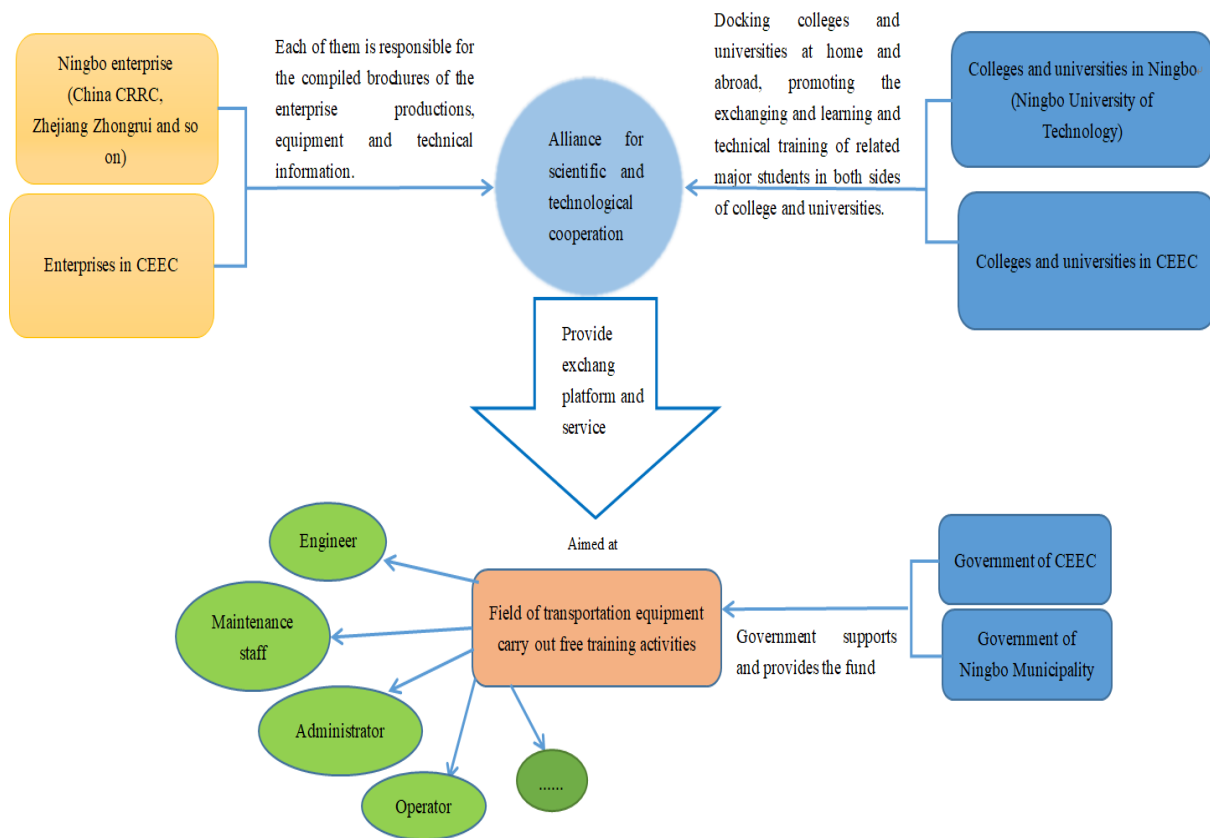 Ningbo enterprise
(China CRRC,
Zhejiang Zhongrui and so
on)
Enterprises in CEEC
Each of them is responsible for
the compiled brochures of the
enterprise productions,
equipment and technical
information.
Alliance for
scientific and
technological
cooperation
Docking colleges and
universities at home and
abroad, promoting the
exchanging and learning and
technical training of related
major students in both sides
of college and universities.
Colleges and universities in Ningbo
(Ningbo University of
Technology)
Colleges and universities in CEEC
Provide
exchang
platform and
service
Aimed at
Engineer
Maintenance
staff
Administrator
Operator
......
Field of transportation equipment
carry out free training activities
Government supports
and provides the fund
Government of CEEC
Government of
Ningbo Municipality